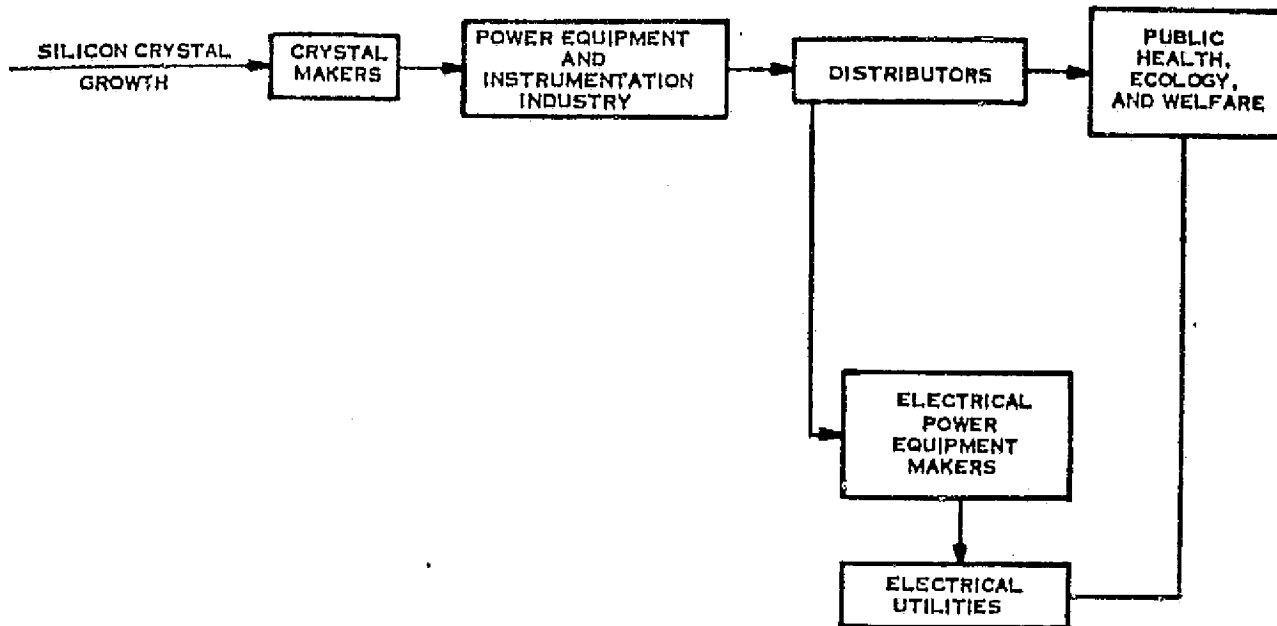 SILICON CRYSTAL
GROWTH
CRYSTAL
MAKERS
POWER EQUIPMENT
AND
INSTRUMENTATION
INDUSTRY
DISTRIBUTORS
PUBLIC
HEALTH,
ECOLOGY,
AND WELFARE
ELECTRICAL
POWER
EQUIPMENT
MAKERS
ELECTRICAL
UTILITIES